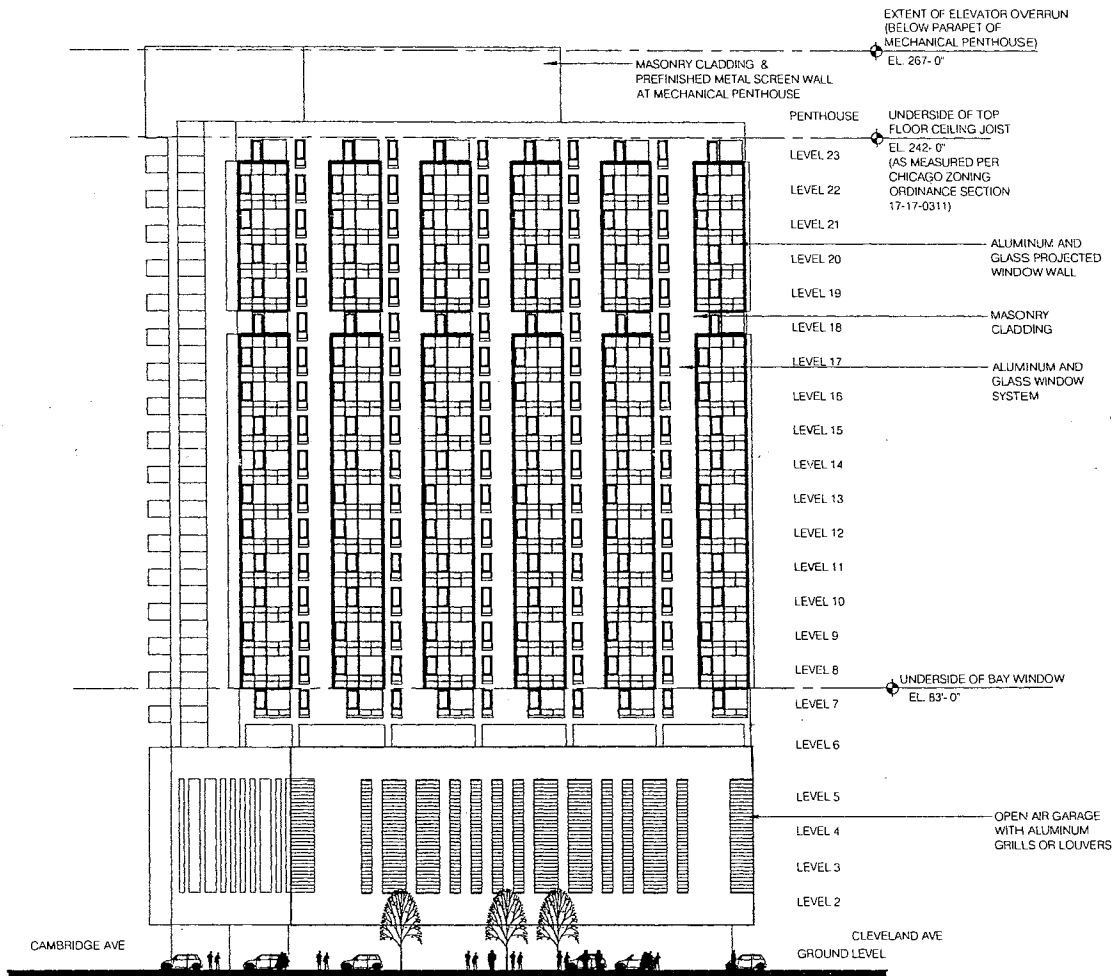 EXTENT OF ELEVATOR OVERRUN
(BELOW PARAPET OF
MECHANICAL PENTHOUSE)
EL. 267- 0"
MASONRY CLADDING &
PREFINISHED METAL SCREEN WALL
AT MECHANICAL PENTHOUSE
PENTHOUSE
UNDERSIDE OF TOP
FLOOR CEILING JOIST
EL. 242- 0"
(AS MEASURED PER
CHICAGO ZONING
ORDINANCE SECTION
17-17-0311)
LEVEL 23
LEVEL 22
LEVEL 21
ALUMINUM AND
GLASS PROJECTED
WINDOW WALL
LEVEL 20
LEVEL 19
MASONRY
CLADDING
LEVEL 18
LEVEL 17
ALUMINUM AND
GLASS WINDOW
SYSTEM
LEVEL 16
LEVEL 15
LEVEL 14
LEVEL 13
LEVEL 12
LEVEL 11
LEVEL 10
LEVEL 9
LEVEL 8
UNDERSIDE OF BAY WINDOW
EL. 83'- 0"
LEVEL 7
LEVEL 6
LEVEL 5
OPEN AIR GARAGE
WITH ALUMINUM
GRILLS OR LOUVERS
LEVEL 4
LEVEL 3
LEVEL 2
CAMBRIDGE AVE
CLEVELAND AVE
GROUND LEVEL